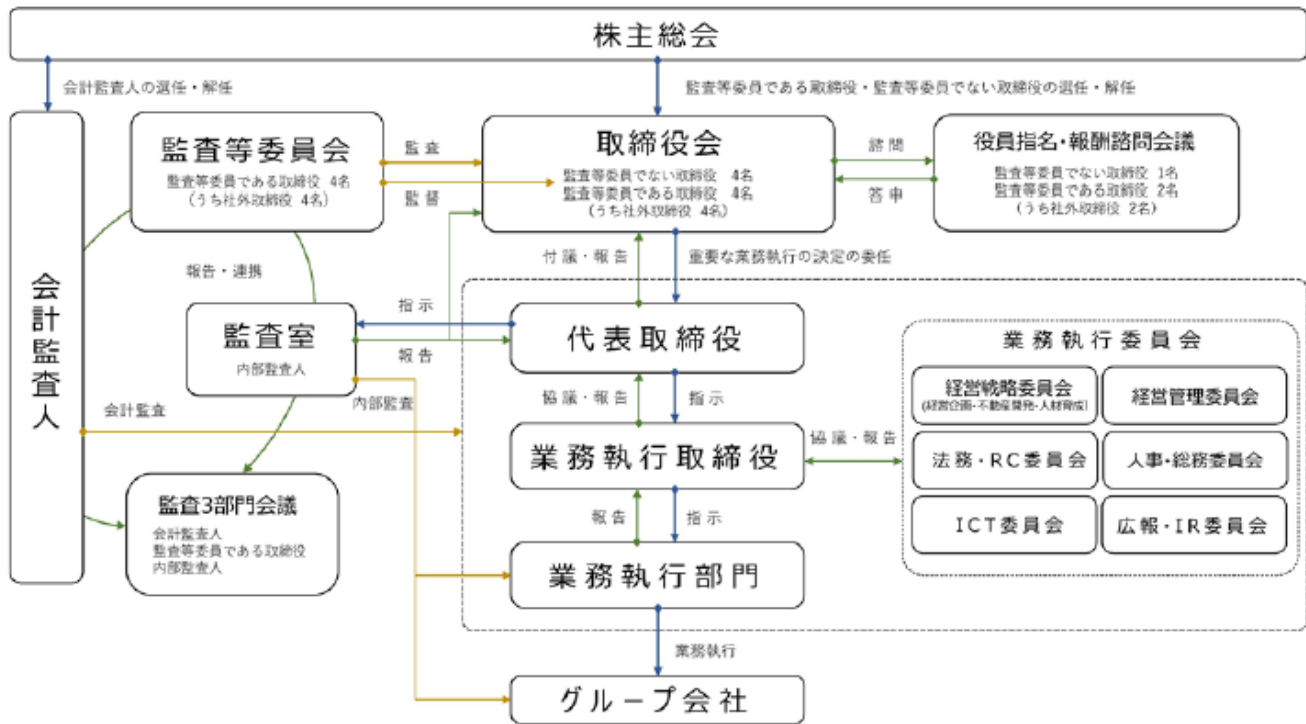 株主総会
会計監査人の選任・解任
監査等委員である取締役・監査等委員でない取締役の選任・解任
会計監査人
監査等委員会
監査等委員である取締役 4名
(うち社外取締役 4名)
監査
監督
取締役会
監査等委員でない取締役 4名
監査等委員である取締役 4名
(うち社外取締役 4名)
諮問
答申
役員指名・報酬諮問会議
監査等委員でない取締役 1名
監査等委員である取締役 2名
(うち社外取締役 2名)
報告・連携
付議・報告
重要な業務執行の決定の委任
監査室
内部監査人
指示
報告
代表取締役
業務執行委員会
経営戦略委員会
(経営企画・不動産開発・人材育成)
経営管理委員会
法務・RC委員会
人事・総務委員会
ICT委員会
広報・IR委員会
会計監査
内部監査
協議・報告
指示
業務執行取締役
協議・報告
監査3部門会議
会計監査人
監査等委員である取締役
内部監査人
報告
指示
業務執行部門
業務執行
グループ会社